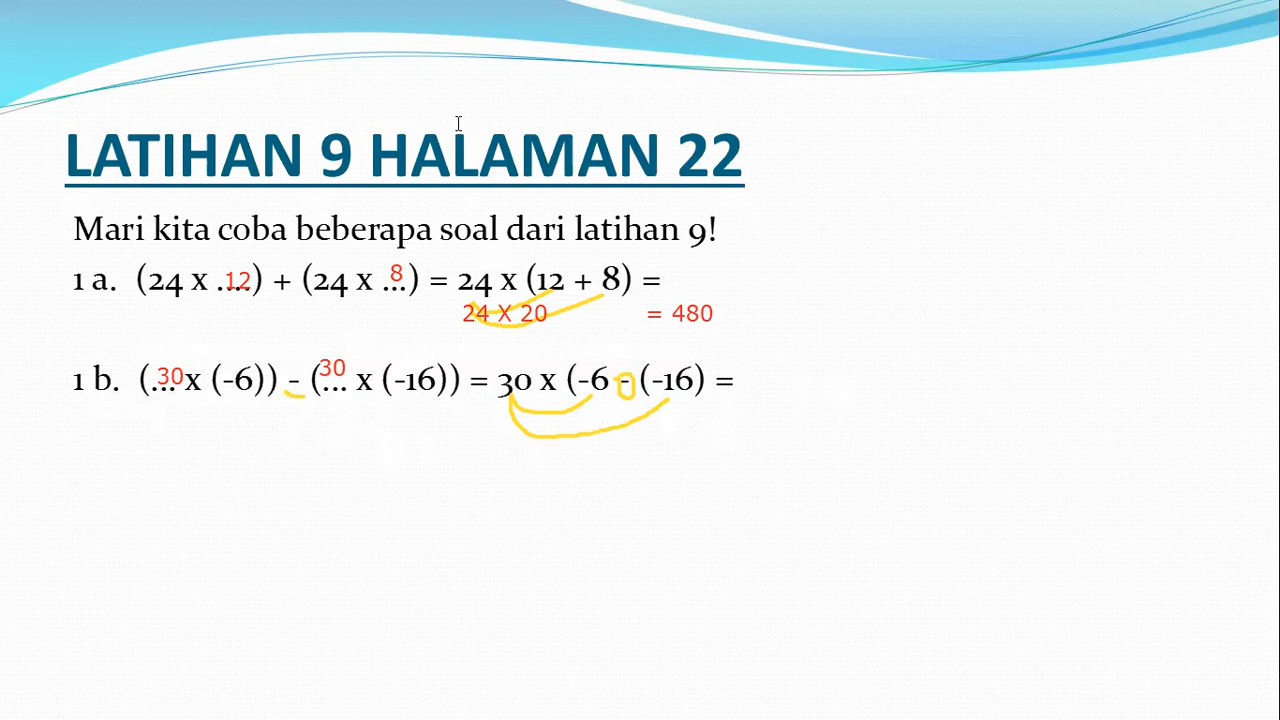 LATIHAN 9 HALAMAN 22
Mari kita coba beberapa soal dari latihan 9!
1 a. (24 x .12..) + (24 x .8..) = 24 x (12 + 8) =
24 X 20 = 480
1 b. (.30.. x (-6)) - (30... x (-16)) = 30 x (-6 - (-16) =